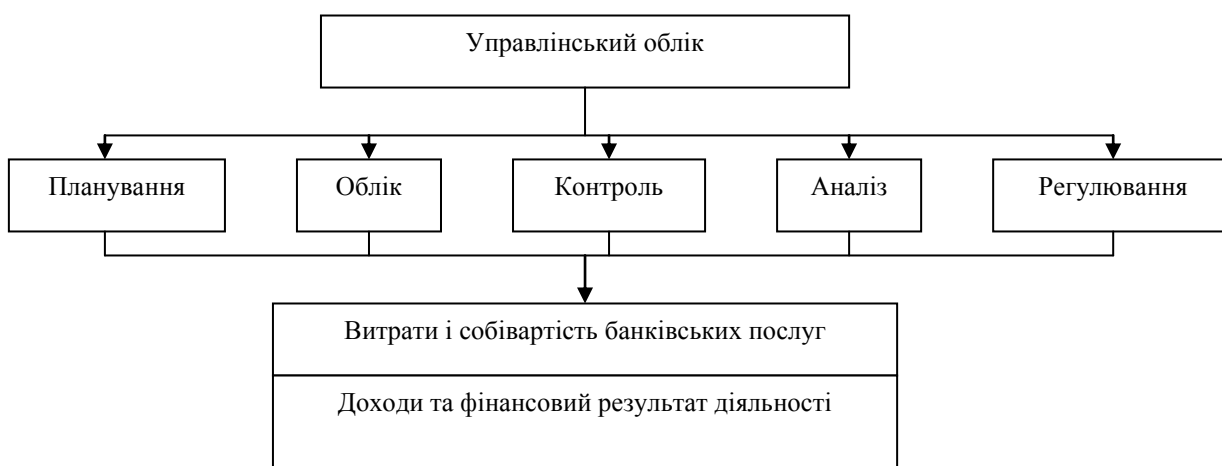 Управлінський облік
Планування
Облік
Контроль
Аналіз
Регулювання
Витрати і собівартість банківських послуг
Доходи та фінансовий результат діяльності